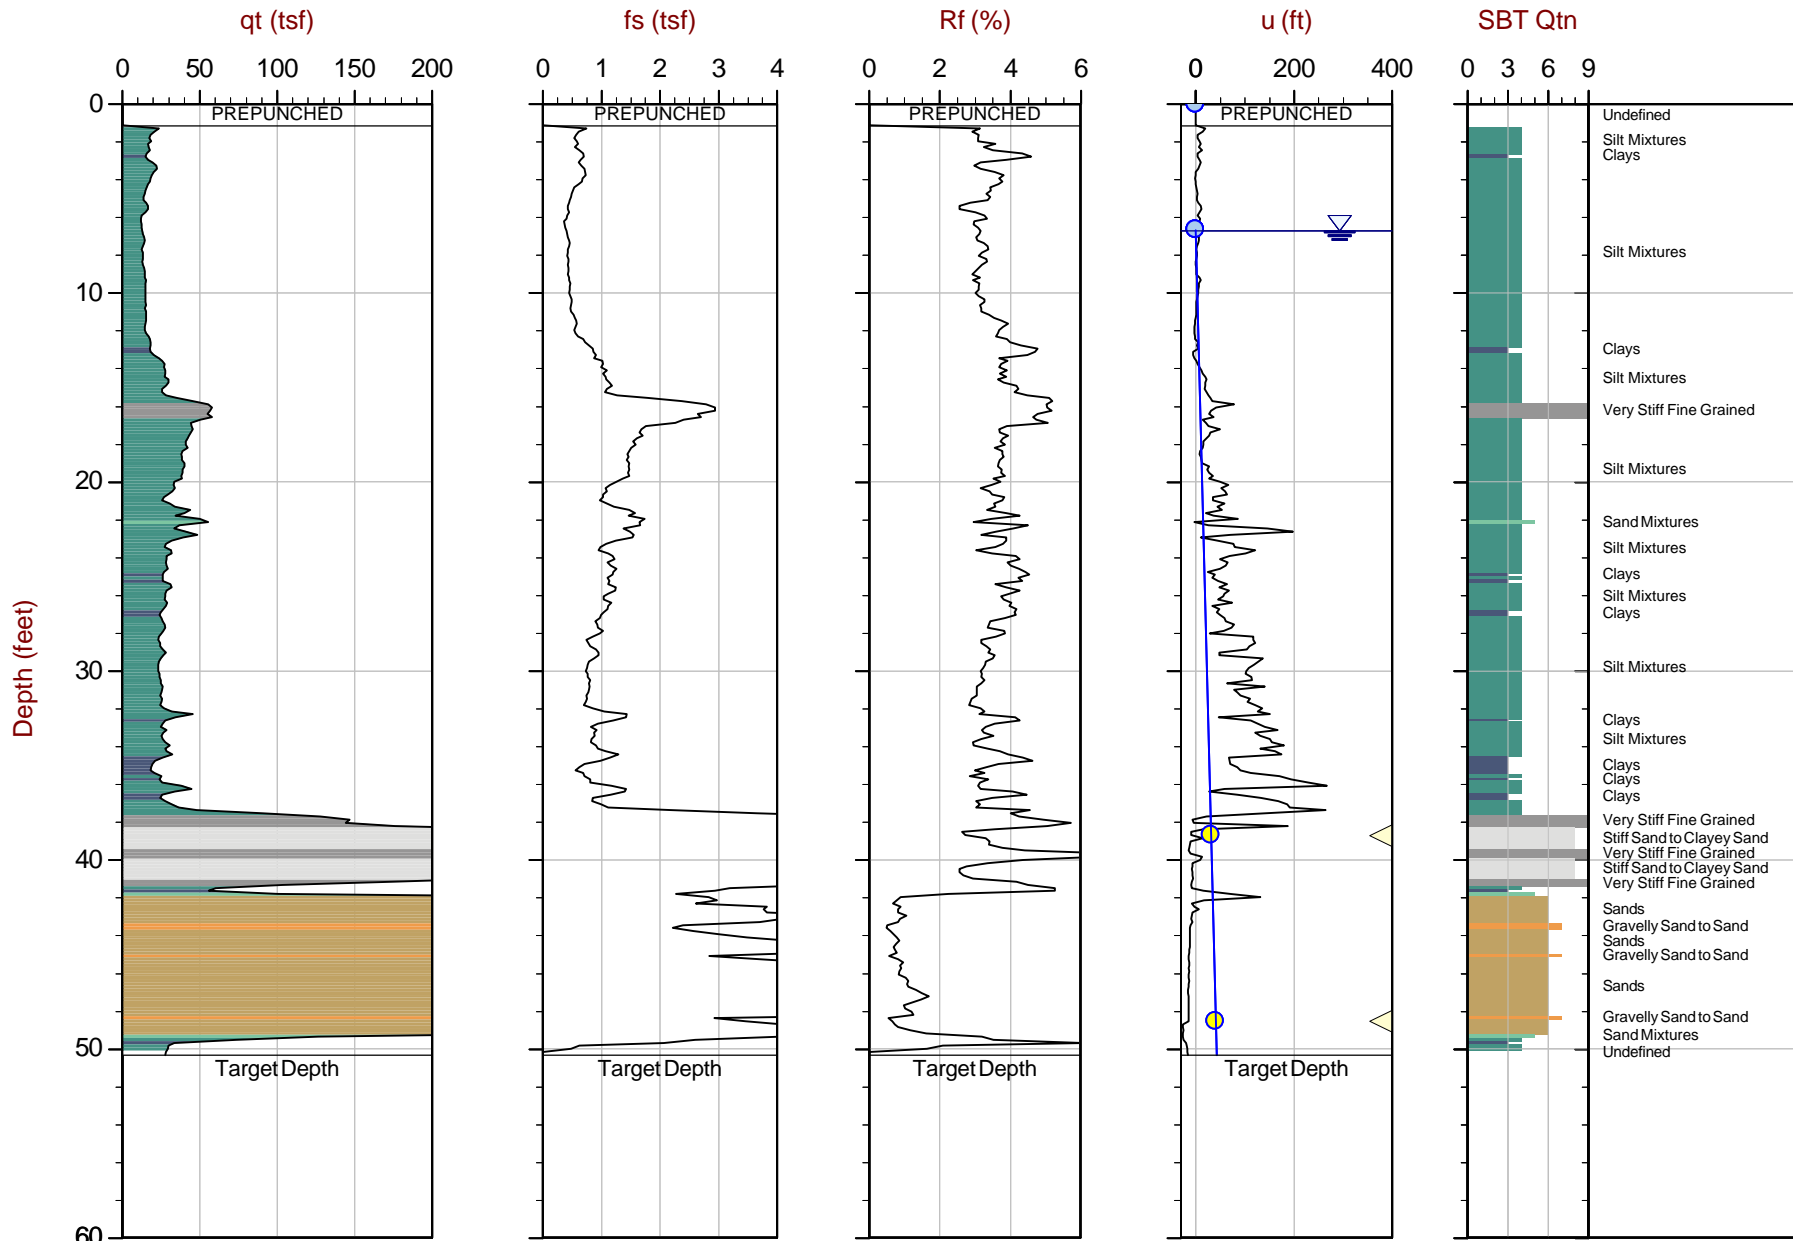 qt (tsf) fs (tsf) Rf (%) u (ft) SBT Qtn
0 50 100 150 200 0 1 2 3 4 0 2 4 6 0 200 400 0 3 6 9
0
PREPUNCHED PREPUNCHED PREPUNCHED PREPUNCHED
Undefined
Silt Mixtures
Clays
Silt Mixtures
10
Clays
Silt Mixtures
Very Stiff Fine Grained
Silt Mixtures
20
Sand Mixtures
Silt Mixtures
Clays
Silt Mixtures
Clays
Depth (feet)
Silt Mixtures
30
Clays
Silt Mixtures
Clays
Clays
Clays
Very Stiff Fine Grained
Stiff Sand to Clayey Sand
Very Stiff Fine Grained
40
Stiff Sand to Clayey Sand
Very Stiff Fine Grained
Sands
Gravelly Sand to Sand
Sands
Gravelly Sand to Sand
Sands
Gravelly Sand to Sand
Sand Mixtures
50
Undefined
Target Depth Target Depth Target Depth Target Depth
60